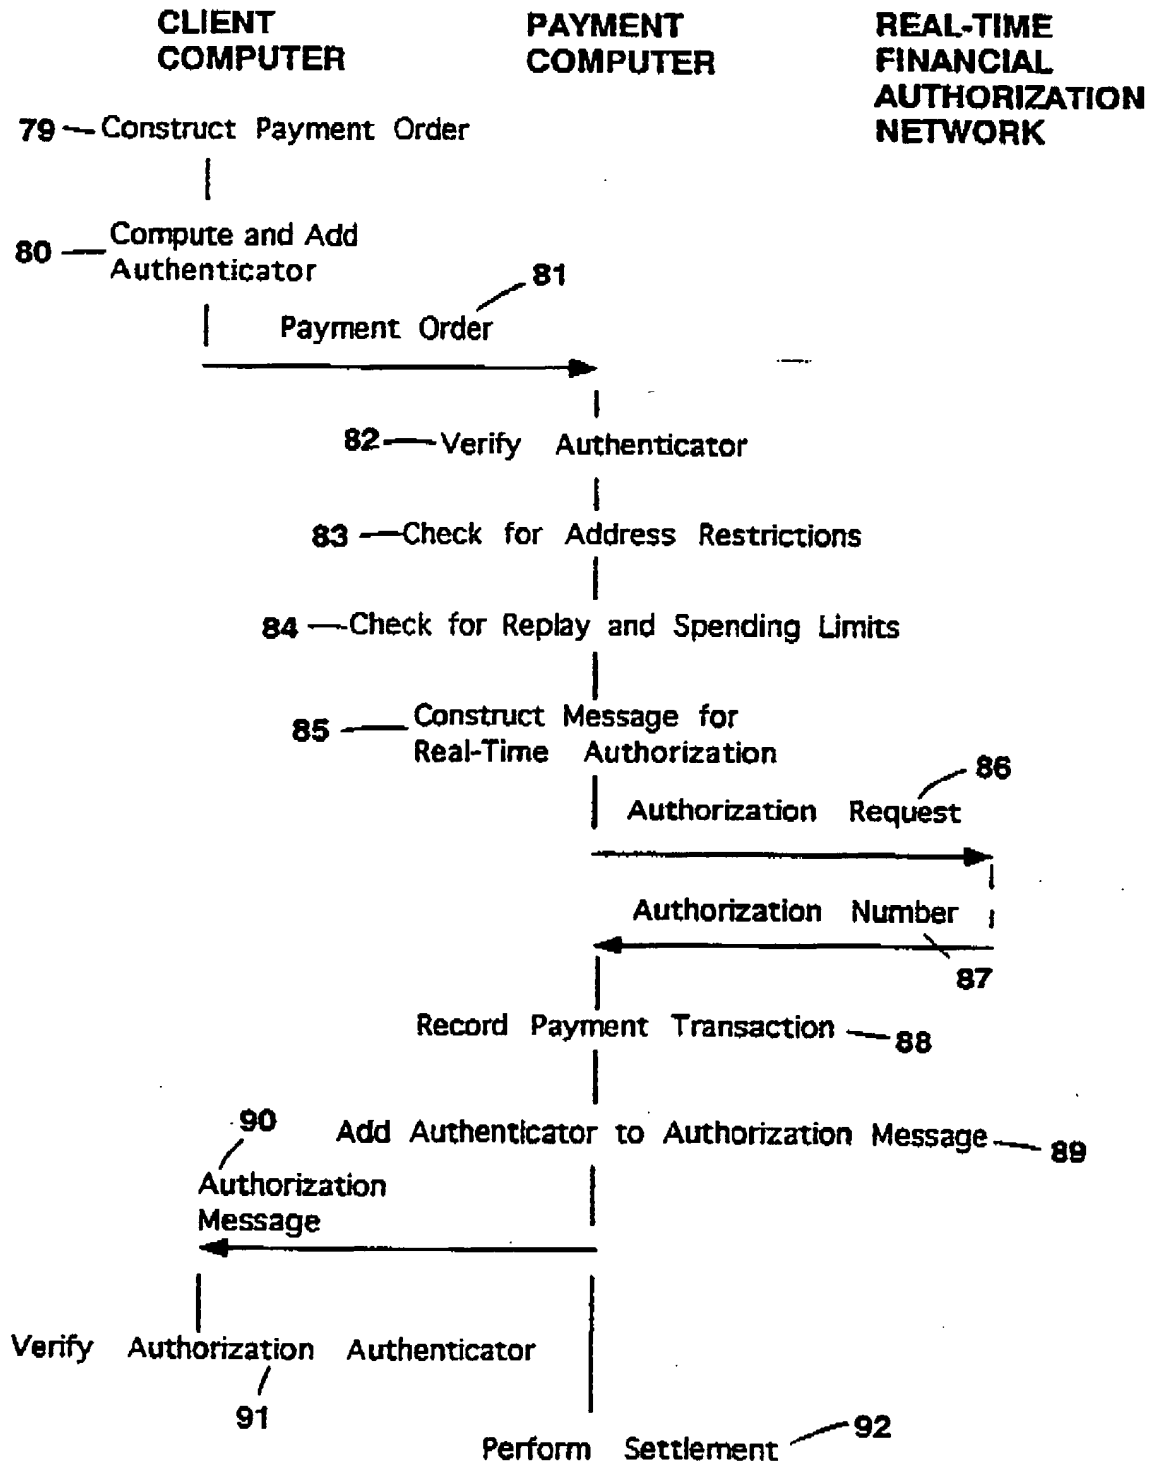 CLIENT
COMPUTER
PAYMENT
COMPUTER
REAL-TIME
FINANCIAL
AUTHORIZATION
NETWORK
79 Construct Payment Order
80 Compute and Add
Authenticator
81
Payment Order
82 Verify Authenticator
83 Check for Address Restrictions
84 Check for Replay and Spending Limits
85 Construct Message for
Real-Time Authorization
86
Authorization Request
Authorization Number
87
Record Payment Transaction 88
90
Add Authenticator to Authorization Message 89
Authorization
Message
Verify Authorization Authenticator
91
Perform Settlement 92